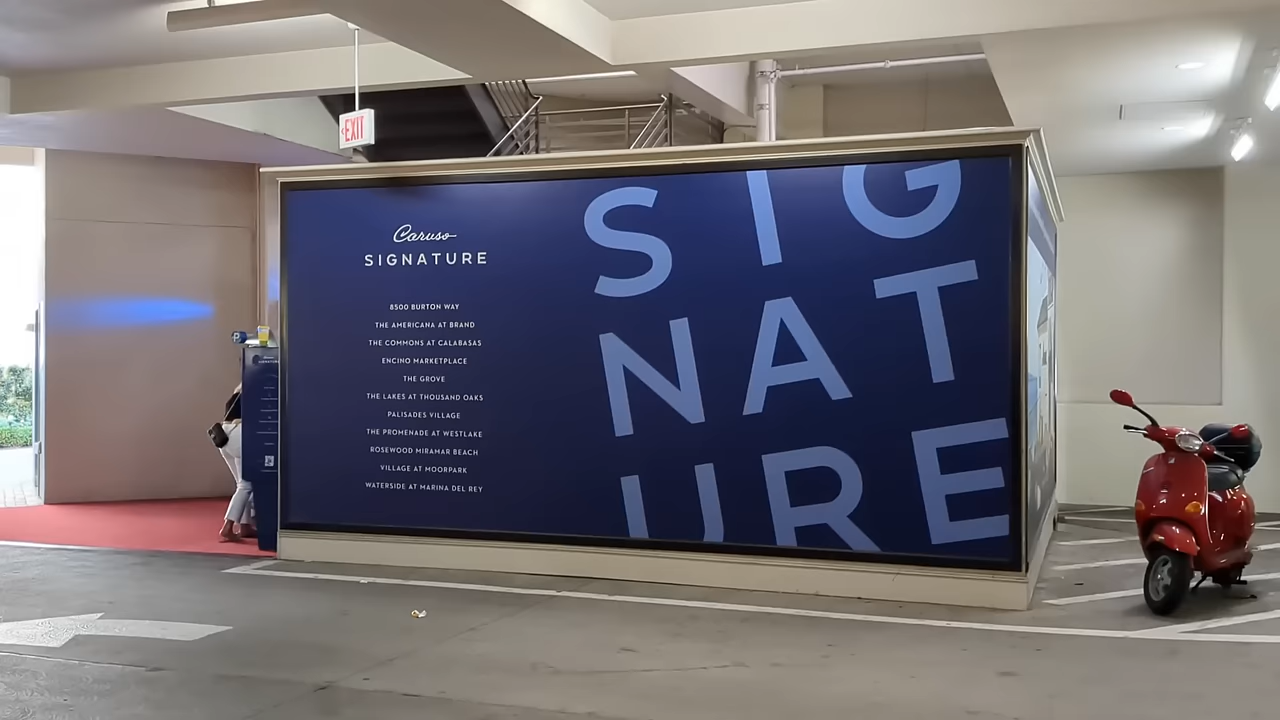 EXIT
Caruso
SIGNATURE
8500 BURTON WAY
THE AMERICANA AT BRAND
THE COMMONS AT CALABASAS
ENCINO MARKETPLACE
THE GROVE
THE LAKES AT THOUSAND OAKS
PALISADES VILLAGE
THE PROMENADE AT WESTLAKE
ROSEWOOD MIRAMAR BEACH
VILLAGE AT MOORPARK
WATERSIDE AT MARINA DEL REY
SIG
NAT
URE